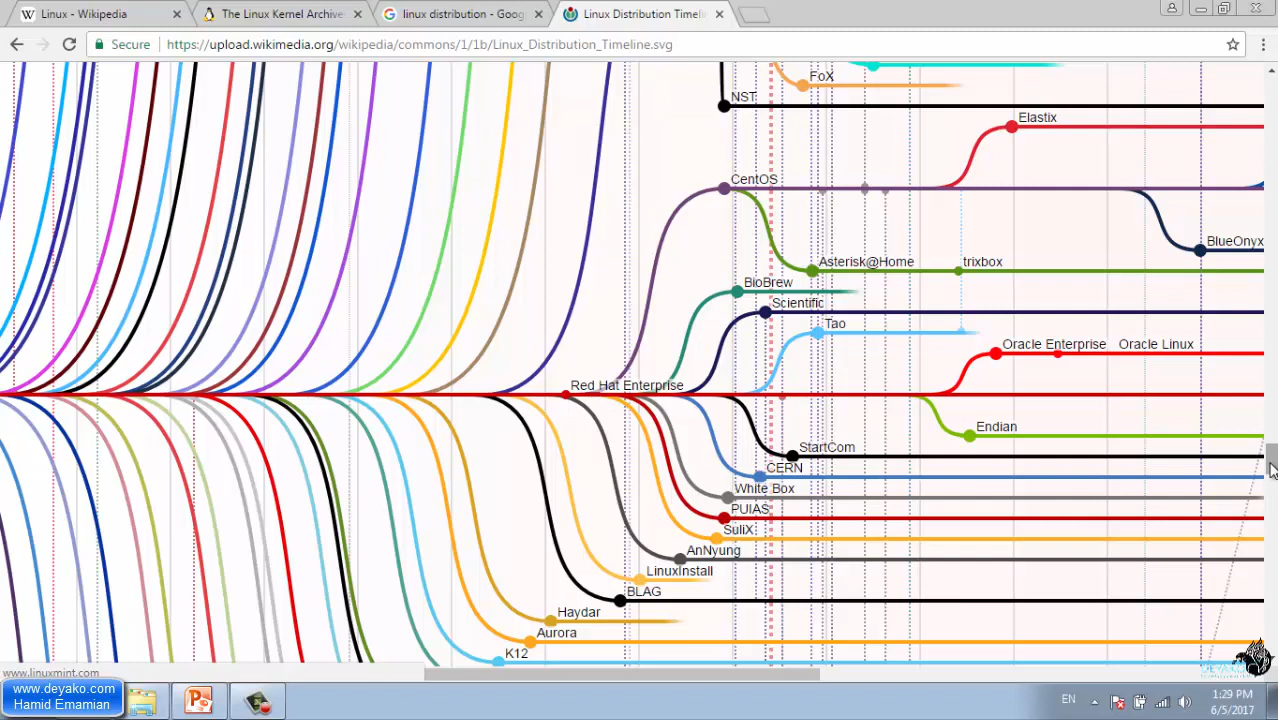 Linux - Wikipedia
The Linux Kernel Archive
linux distribution - Goog
Linux Distribution Timeli
Secure
https://upload.wikimedia.org/wikipedia/commons/1/1b/Linux_Distribution_Timeline.svg
FoX
NST
Elastix
CentOS
BlueOnyx
Asterisk@Home
trixbox
BioBrew
Scientific
Tao
Oracle Enterprise
Oracle Linux
Red Hat Enterprise
Endian
StartCom
CERN
White Box
PUIAS
SuliX
AnNyung
LinuxInstall
BLAG
Haydar
Aurora
K12
www.linuxmint.com
www.deyako.com
Hamid Emamian
EN
1:29 PM
6/5/2017